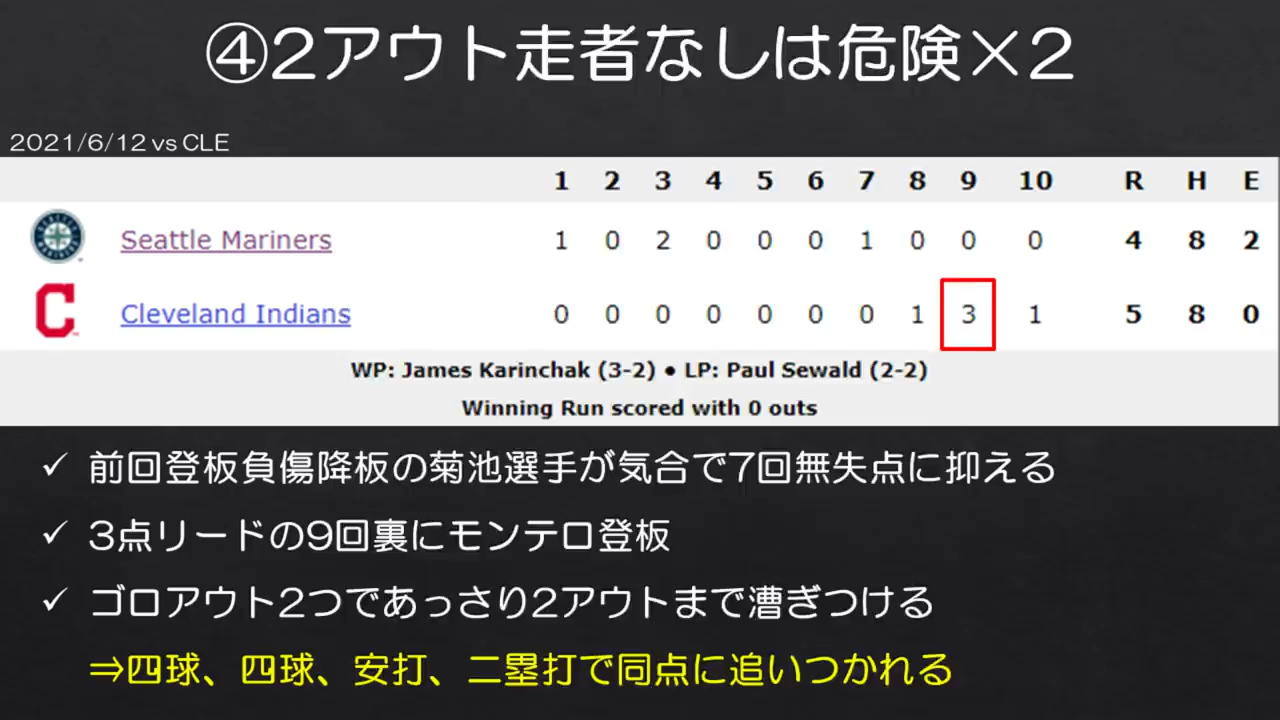 ④2アウト走者なしは危険×2
2021/6/12 vs CLE
1 2 3 4 5 6 7 8 9 10 R H E
Seattle Mariners 1 0 2 0 0 0 1 0 0 0 4 8 2
C Cleveland Indians 0 0 0 0 0 0 0 1 3 1 5 8 0
WP: James Karinchak (3-2) ● LP: Paul Sewald (2-2)
Winning Run scored with 0 outs
✓ 前回登板負傷降板の菊池選手が気合で7回無失点に抑える
✓ 3点リードの9回裏にモンテロ登板
✓ ゴロアウト2つであっさり2アウトまで漕ぎつける
⇒四球、四球、安打、二塁打で同点に追いつかれる